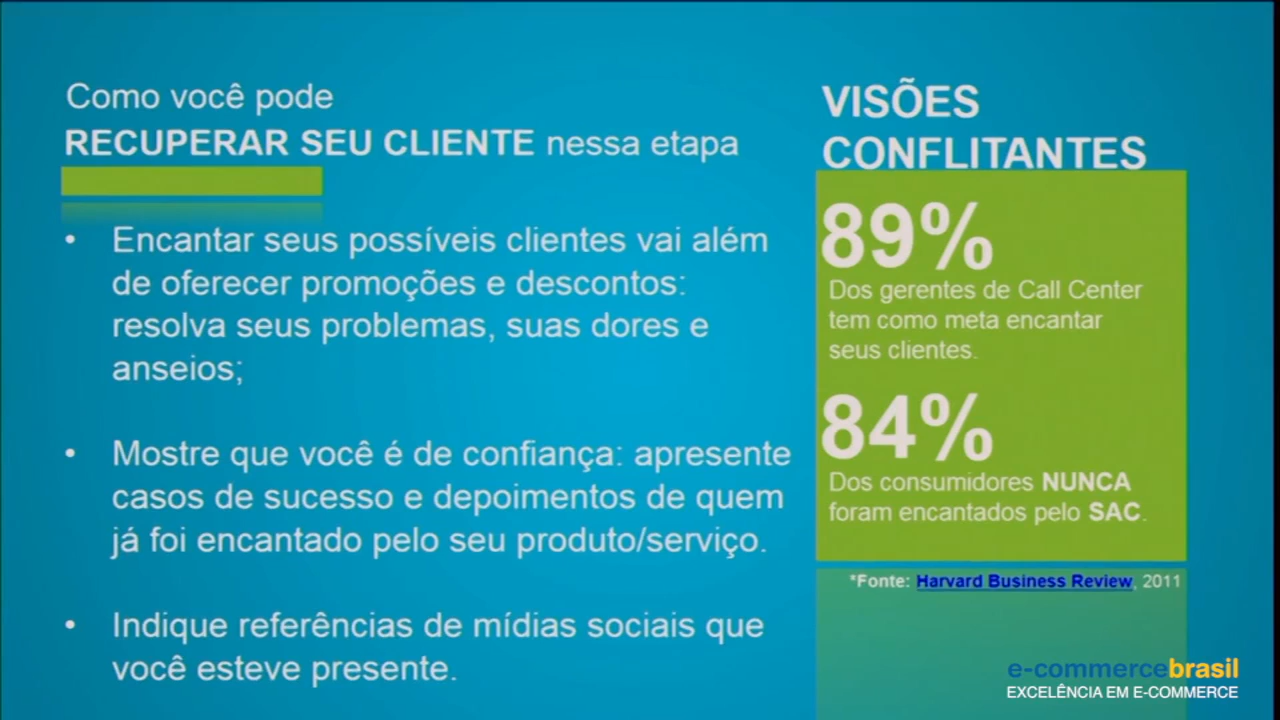 Como você pode
RECUPERAR SEU CLIENTE nessa etapa
• Encantar seus possíveis clientes vai além
de oferecer promoções e descontos:
resolva seus problemas, suas dores e
anseios;
• Mostre que você é de confiança: apresente
casos de sucesso e depoimentos de quem
já foi encantado pelo seu produto/serviço.
• Indique referências de mídias sociais que
você esteve presente.
VISÕES
CONFLITANTES
89%
Dos gerentes de Call Center
tem como meta encantar
seus clientes.
84%
Dos consumidores NUNCA
foram encantados pelo SAC.
*Fonte: Harvard Business Review, 2011
e-commercebrasil
EXCELÊNCIA EM E-COMMERCE